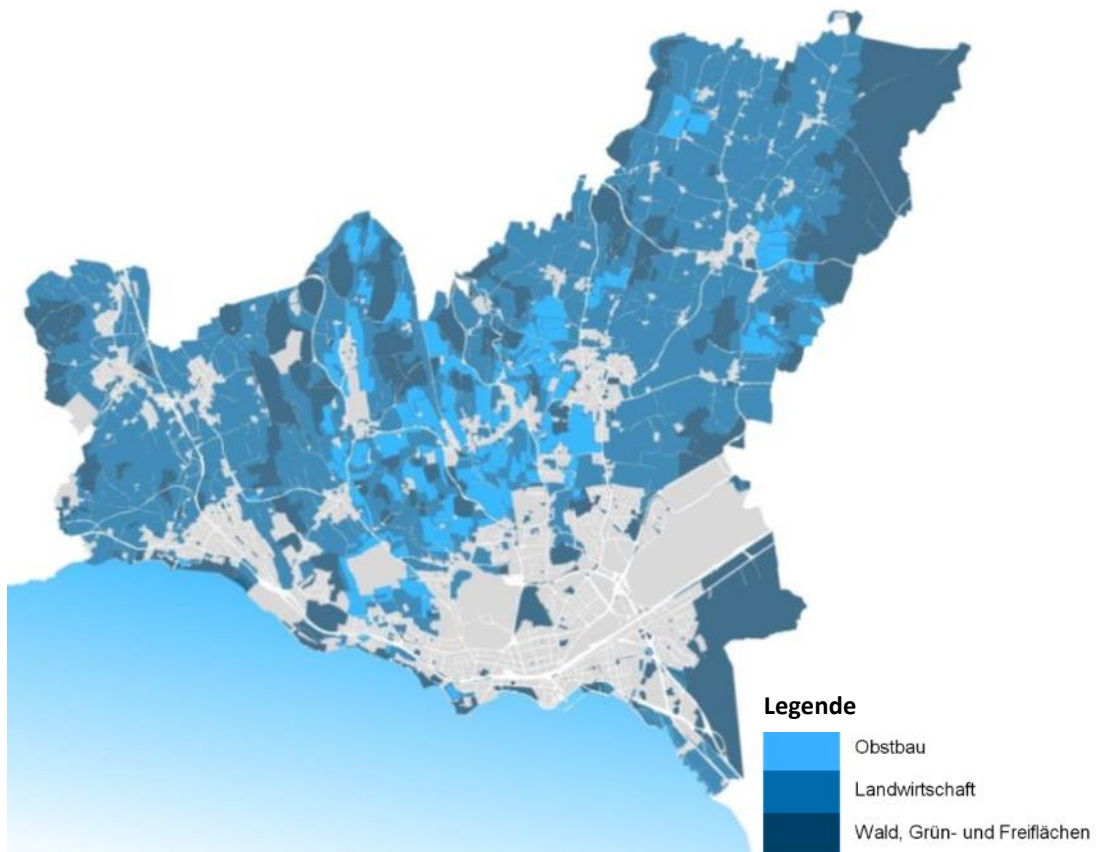 Legende
Obstbau
Landwirtschaft
Wald, Grün- und Freiflächen